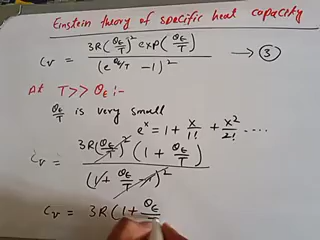 Einstein theory of specific heat capacity
Cv = 3R(θE/T)² exp(θE/T) / (e^θE/T − 1)² → ③
At T>> θE :-
θE/T is very small
e^x = 1 + x/1! + x²/2! .....
Cv = 3R(θE/T)² (1 + θE/T) / (1 + θE/T − 1)²
Cv = 3R(1 + θE/T